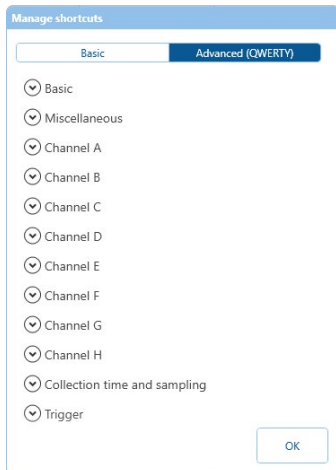 Manage shortcuts
Basic Advanced (QWERTY)
Basic
Miscellaneous
Channel A
Channel B
Channel C
Channel D
Channel E
Channel F
Channel G
Channel H
Collection time and sampling
Trigger
OK